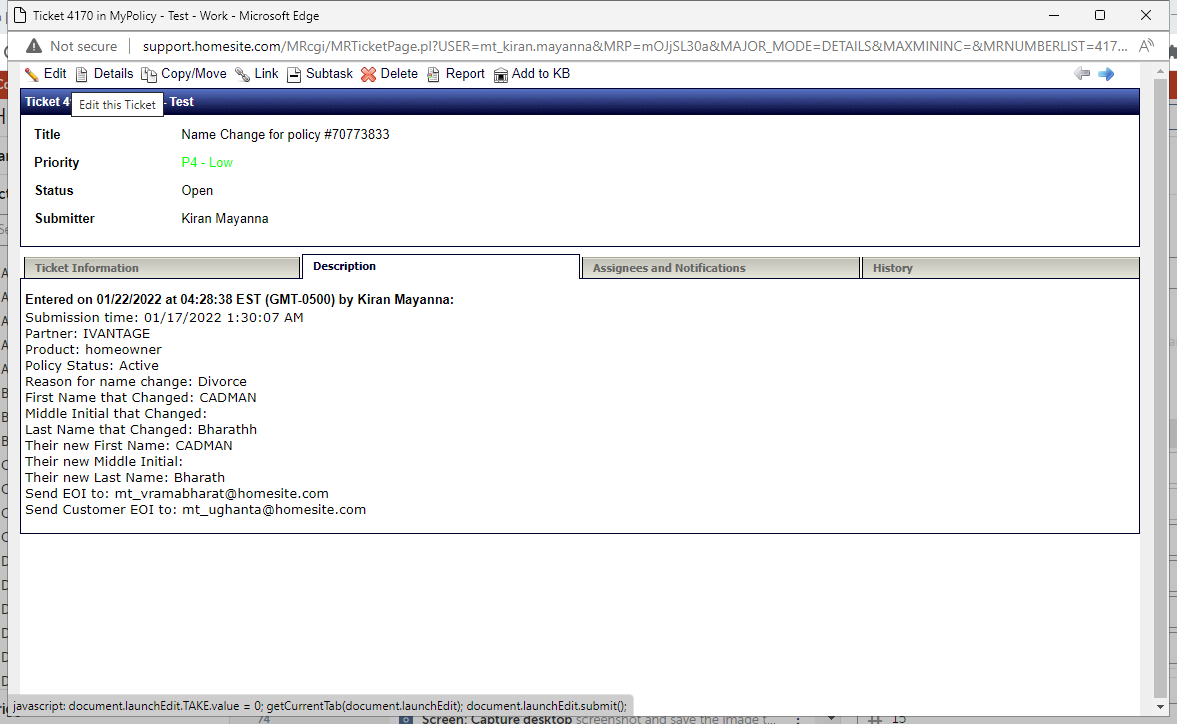 Ticket 4170 in MyPolicy - Test - Work - Microsoft Edge
Not secure support.homesite.com/MRcgi/MRTicketPage.pl?USER=mt_kiran.mayanna&MRP=mOJjSL30a&MAJOR_MODE=DETAILS&MAXMININC=&MRNUMBERLIST=417...
Edit Details Copy/Move Link Subtask Delete Report Add to KB
Ticket 4 - Test
Edit this Ticket
Title Name Change for policy #70773833
Priority P4 - Low
Status Open
Submitter Kiran Mayanna
Ticket Information Description Assignees and Notifications History
Entered on 01/22/2022 at 04:28:38 EST (GMT-0500) by Kiran Mayanna:
Submission time: 01/17/2022 1:30:07 AM
Partner: IVANTAGE
Product: homeowner
Policy Status: Active
Reason for name change: Divorce
First Name that Changed: CADMAN
Middle Initial that Changed:
Last Name that Changed: Bharathh
Their new First Name: CADMAN
Their new Middle Initial:
Their new Last Name: Bharath
Send EOI to: mt_vramabharat@homesite.com
Send Customer EOI to: mt_ughanta@homesite.com
javascript: document.launchEdit.TAKE.value = 0; getCurrentTab(document.launchEdit); document.launchEdit.submit();
74 Screen: Capture desktop screenshot and save the image t... 15